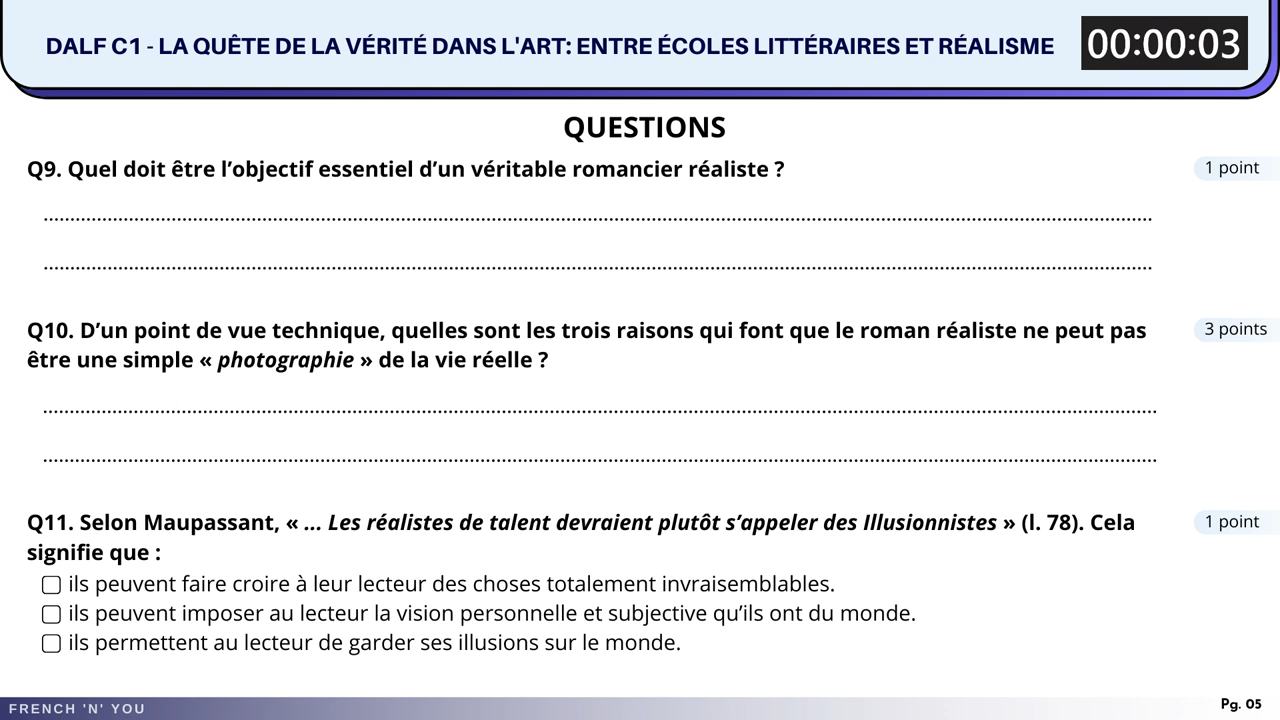 DALF C1 - LA QUÊTE DE LA VÉRITÉ DANS L'ART: ENTRE ÉCOLES LITTÉRAIRES ET RÉALISME
00:00:03
QUESTIONS
Q9. Quel doit être l’objectif essentiel d’un véritable romancier réaliste ?
1 point
Q10. D’un point de vue technique, quelles sont les trois raisons qui font que le roman réaliste ne peut pas
3 points
être une simple « photographie » de la vie réelle ?
Q11. Selon Maupassant, « ... Les réalistes de talent devraient plutôt s’appeler des Illusionnistes » (l. 78). Cela
1 point
signifie que :
ils peuvent faire croire à leur lecteur des choses totalement invraisemblables.
ils peuvent imposer au lecteur la vision personnelle et subjective qu’ils ont du monde.
ils permettent au lecteur de garder ses illusions sur le monde.
FRENCH 'N' YOU
Pg. 05